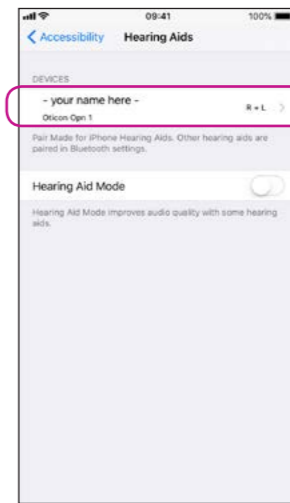 09:41 100%
Accessibility Hearing Aids
DEVICES
- your name here -
R + L
Oticon Opn 1
Pair Made for iPhone Hearing Aids. Other hearing aids are
paired in Bluetooth settings.
Hearing Aid Mode
Hearing Aid Mode improves audio quality with some hearing
aids.